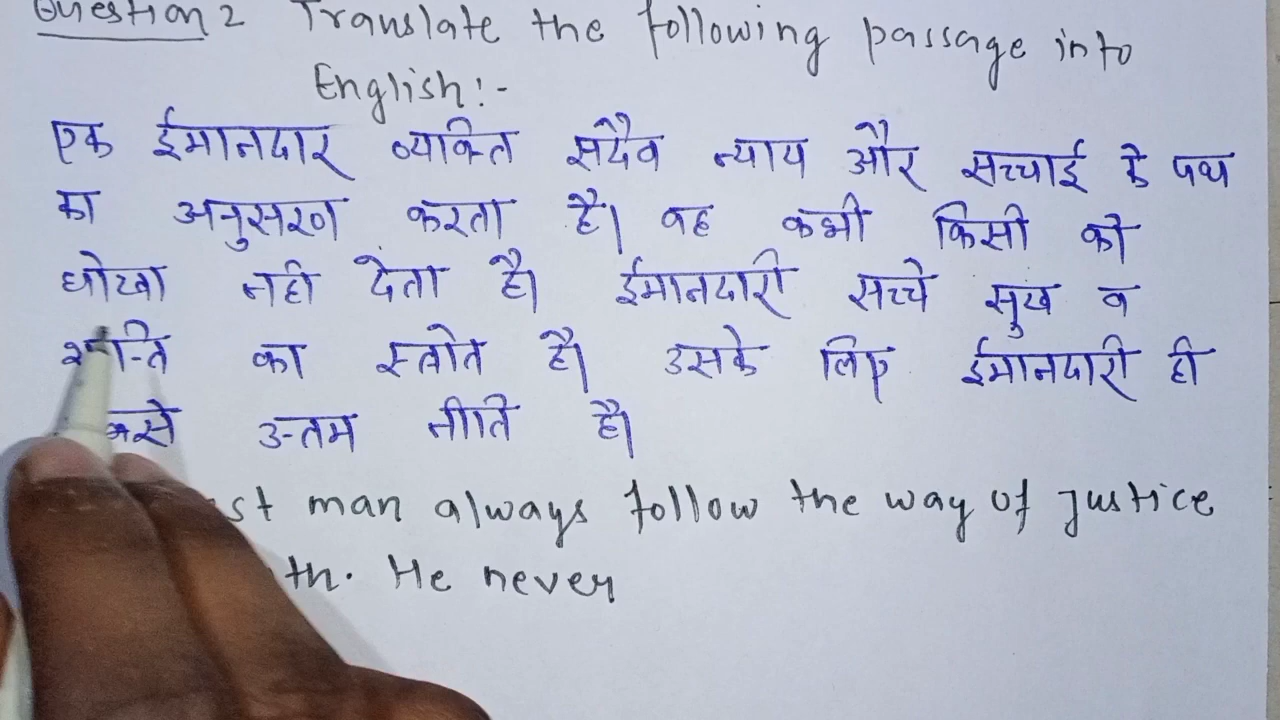 Question 2 Translate the following passage into
English:-
एक ईमानदार व्यक्ति सदैव न्याय और सच्चाई के पथ
का अनुसरण करता है। वह कभी किसी को
धोखा नही देता है। ईमानदारी सच्चे सुख व
शान्ति का स्त्रोत है। उसके लिए ईमानदारी ही
उत्तम नीति है।
man always follow the way of justice
He never